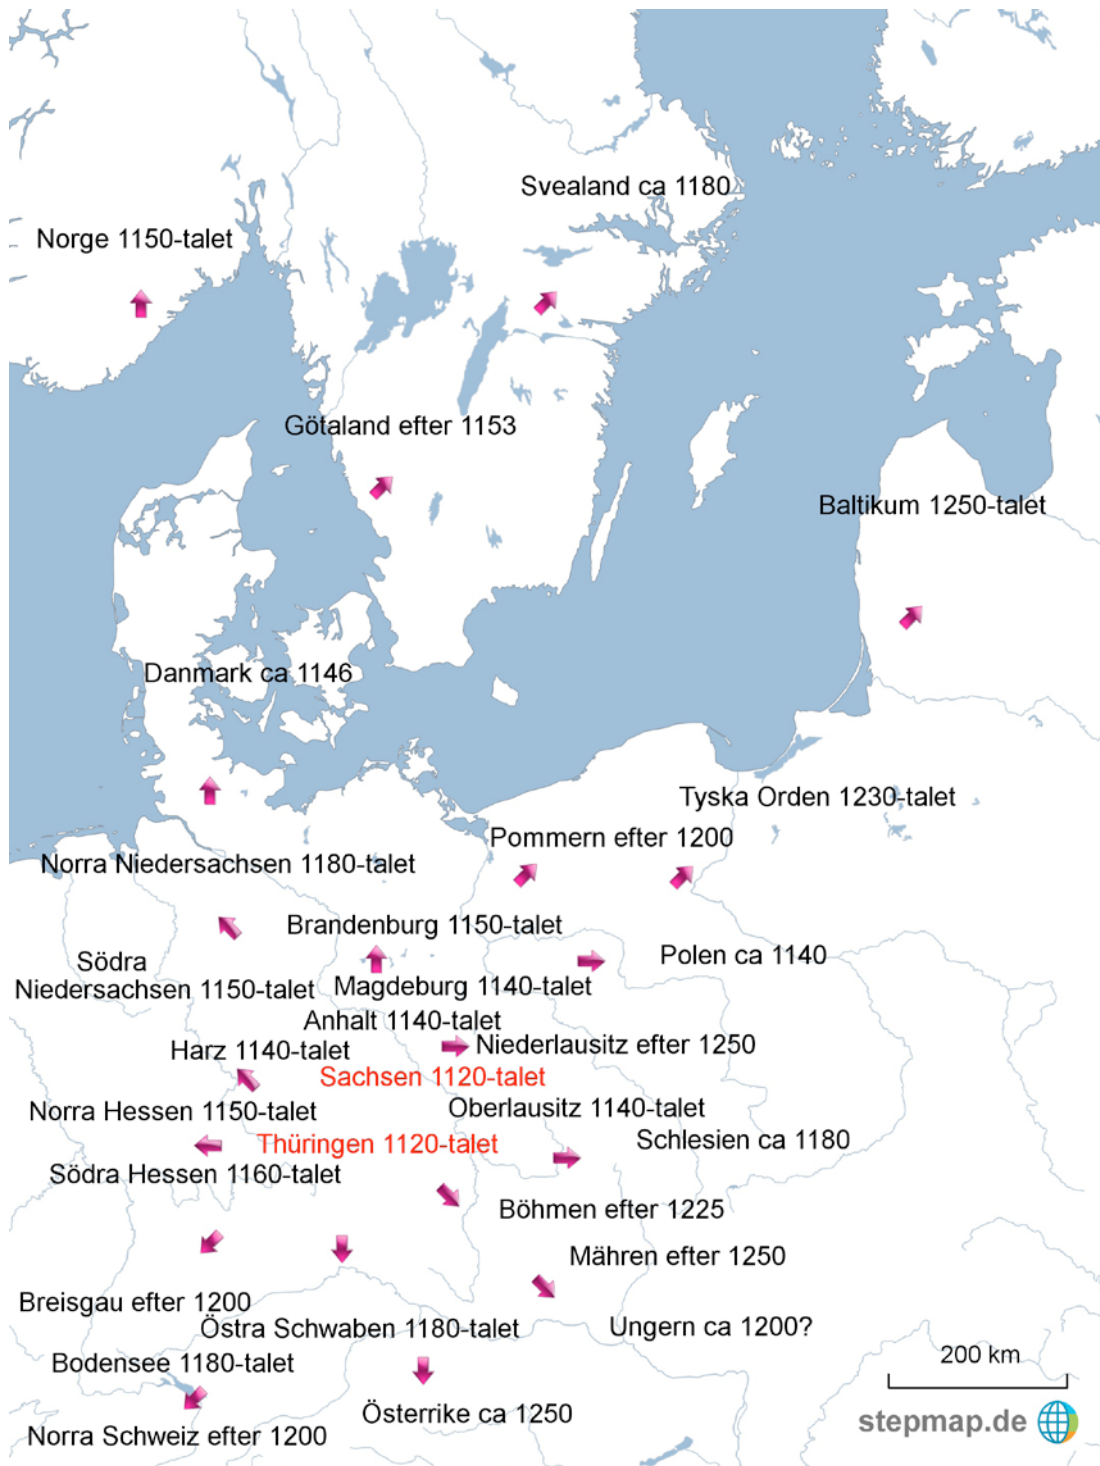 Svealand ca 1180
Norge 1150-talet
Götaland efter 1153
Baltikum 1250-talet
Danmark ca 1146
Tyska Orden 1230-talet
Pommern efter 1200
Norra Niedersachsen 1180-talet
Brandenburg 1150-talet
Polen ca 1140
Södra
Niedersachsen 1150-talet
Magdeburg 1140-talet
Anhalt 1140-talet
Niederlausitz efter 1250
Harz 1140-talet
Sachsen 1120-talet
Norra Hessen 1150-talet
Oberlausitz 1140-talet
Schlesien ca 1180
Thüringen 1120-talet
Södra Hessen 1160-talet
Böhmen efter 1225
Mähren efter 1250
Breisgau efter 1200
Östra Schwaben 1180-talet
Ungern ca 1200?
Bodensee 1180-talet
200 km
Österrike ca 1250
stepmap.de
Norra Schweiz efter 1200